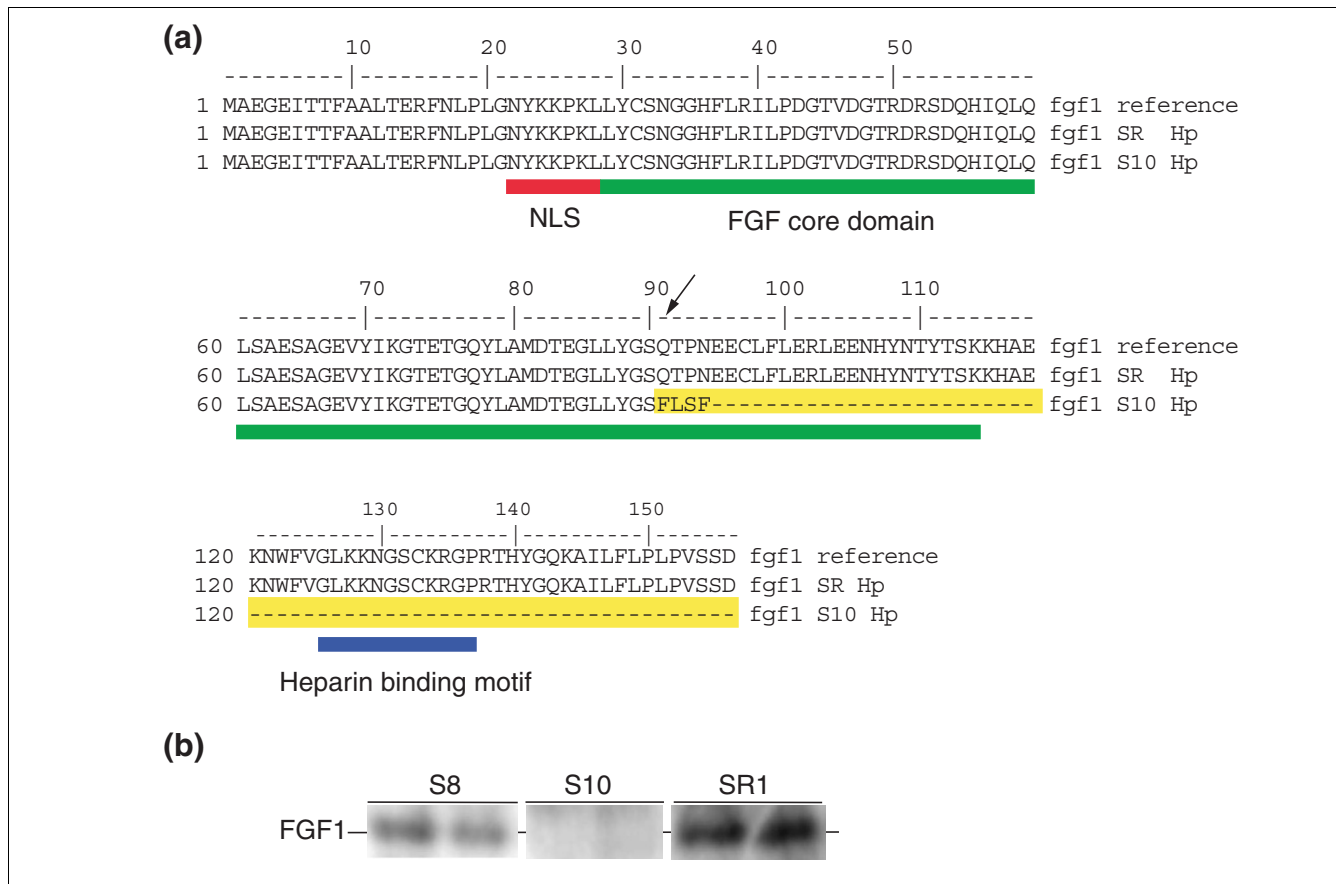 (a)
10 20 30 40 50
---------|---------|---------|---------|---------|----------
1 MAEGEITTFAALTERFNLPLGNYKKPKLLYCSNGGHFLRILPDGTVDGTRDRSDQHIQLQ fgf1 reference
1 MAEGEITTFAALTERFNLPLGNYKKPKLLYCSNGGHFLRILPDGTVDGTRDRSDQHIQLQ fgf1 SR Hp
1 MAEGEITTFAALTERFNLPLGNYKKPKLLYCSNGGHFLRILPDGTVDGTRDRSDQHIQLQ fgf1 S10 Hp
NLS FGF core domain
70 80 90 100 110
---------|---------|---------|---------|---------|--------
60 LSAESAGEVYIKGTETGQYLAMDTEGLLYGSQTPNEECLFLERLEENHYNTYTSKKHAE fgf1 reference
60 LSAESAGEVYIKGTETGQYLAMDTEGLLYGSQTPNEECLFLERLEENHYNTYTSKKHAE fgf1 SR Hp
60 LSAESAGEVYIKGTETGQYLAMDTEGLLYGSFLSF------------------------ fgf1 S10 Hp
130 140 150
---------|---------|---------|-------
120 KNWFVGLKKNGSCKRGPRTHYGQKAILFLPLPVSSD fgf1 reference
120 KNWFVGLKKNGSCKRGPRTHYGQKAILFLPLPVSSD fgf1 SR Hp
120 ------------------------------------ fgf1 S10 Hp
Heparin binding motif
(b)
S8 S10 SR1
FGF1